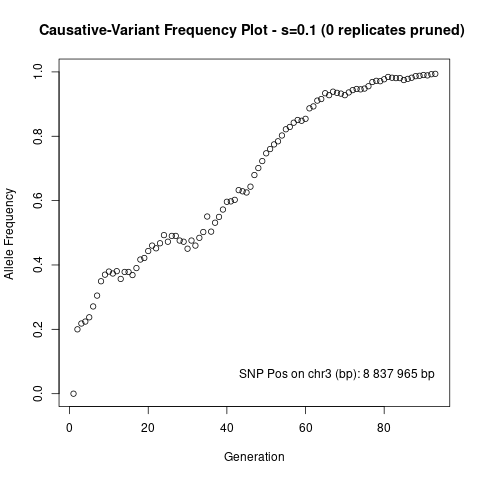 Causative-Variant Frequency Plot - s=0.1 (0 replicates pruned)
Allele Frequency
1.0
0.8
0.6
0.4
0.2
0.0
SNP Pos on chr3 (bp): 8 837 965 bp
0 20 40 60 80
Generation